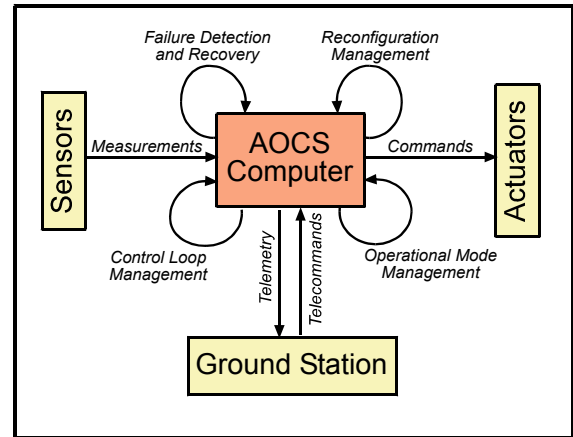 Failure Detection
and Recovery
Reconfiguration
Management
Sensors
Measurements
AOCS
Computer
Commands
Actuators
Control Loop
Management
Telemetry
Telecommands
Operational Mode
Management
Ground Station